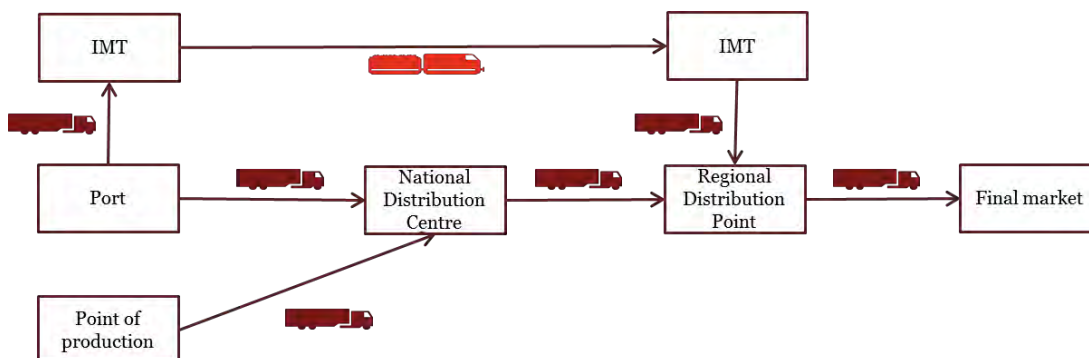 IMT
IMT
Port
National
Distribution
Centre
Regional
Distribution
Point
Final market
Point of
production